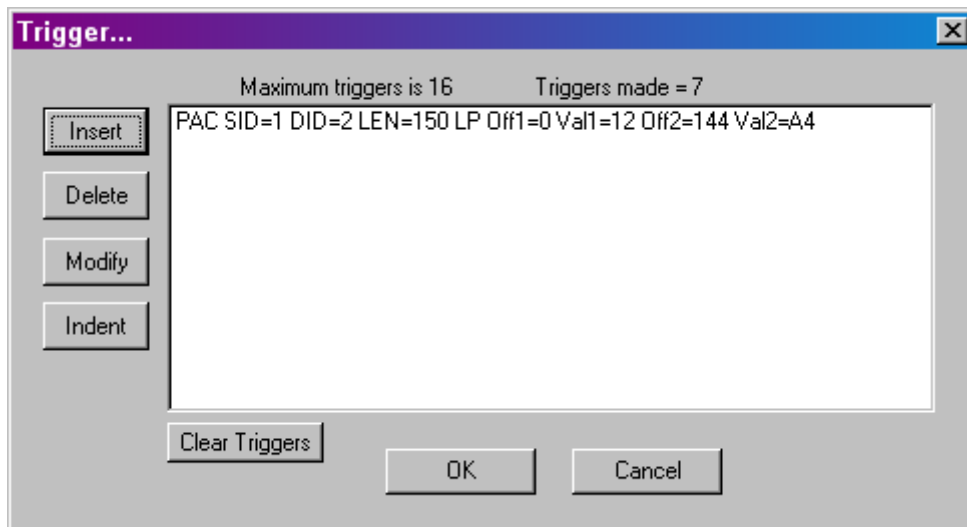 Trigger...
Maximum triggers is 16 Triggers made = 7
Insert
PAC SID=1 DID=2 LEN=150 LP Off1=0 Val1=12 Off2=144 Val2=A4
Delete
Modify
Indent
Clear Triggers
OK Cancel